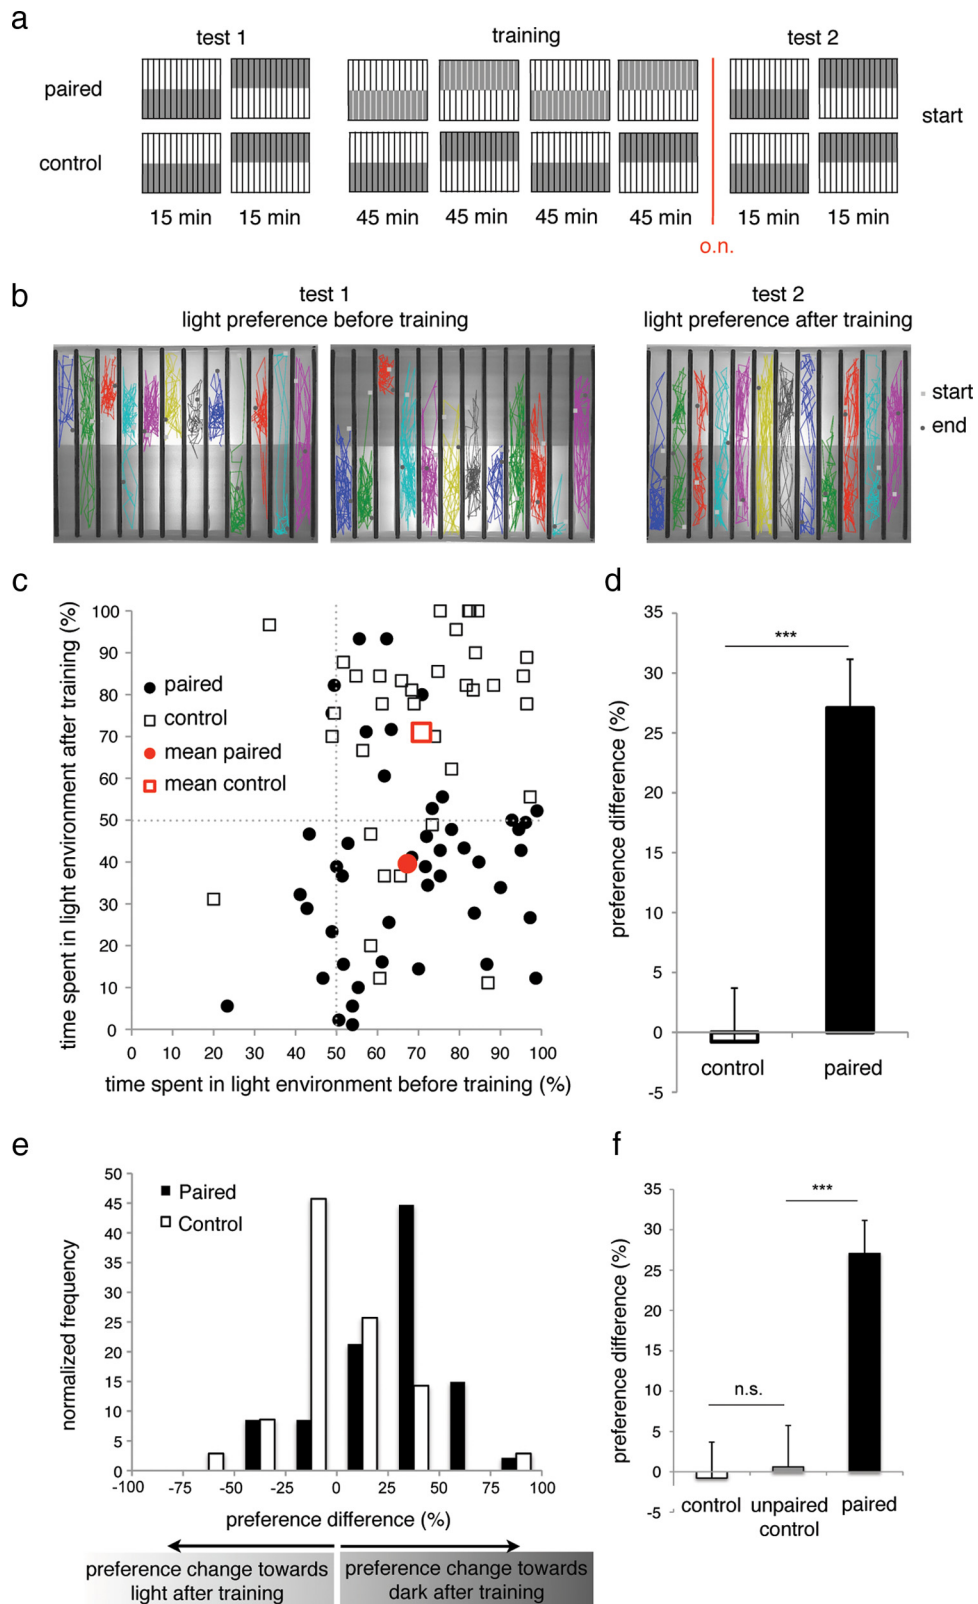 a
test 1
training
test 2
paired
start
control
15 min
15 min
45 min
45 min
45 min
45 min
15 min
15 min
o.n.
b
test 1
light preference before training
test 2
light preference after training
start
end
c
time spent in light environment after training (%)
100
90
80
70
60
50
40
30
20
10
0
paired
control
mean paired
mean control
0 10 20 30 40 50 60 70 80 90 100
time spent in light environment before training (%)
d
preference difference (%)
35
30
25
20
15
10
5
0
-5
***
control
paired
e
normalized frequency
50
45
40
35
30
25
20
15
10
5
0
Paired
Control
-100 -75 -50 -25 0 25 50 75 100
preference difference (%)
preference change towards
light after training
preference change towards
dark after training
f
preference difference (%)
35
30
25
20
15
10
5
0
-5
***
n.s.
control
unpaired
control
paired